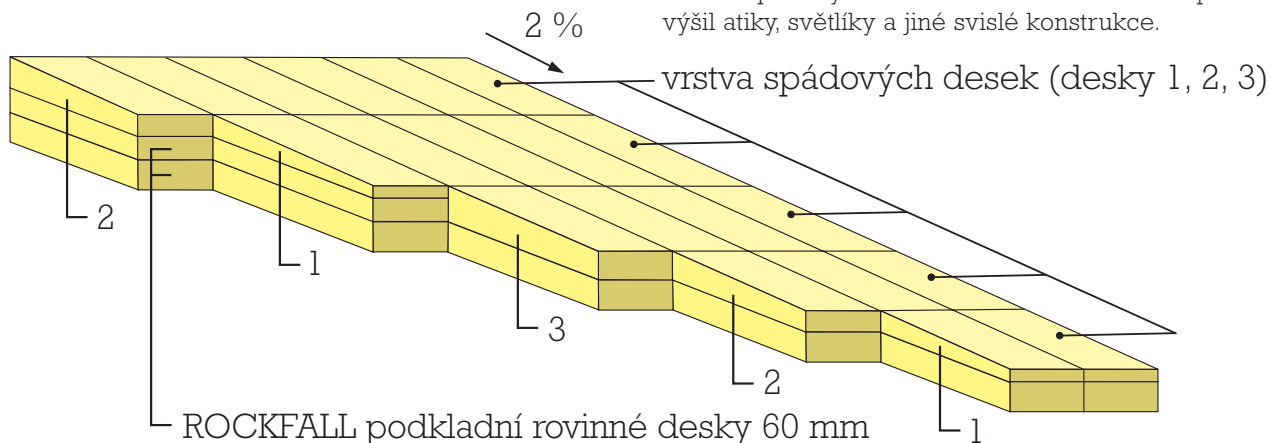 2 %
výšil atiky, světlíky a jiné svislé konstrukce.
vrstva spádových desek (desky 1, 2, 3)
2
1
3
2
1
ROCKFALL podkladní rovinné desky 60 mm